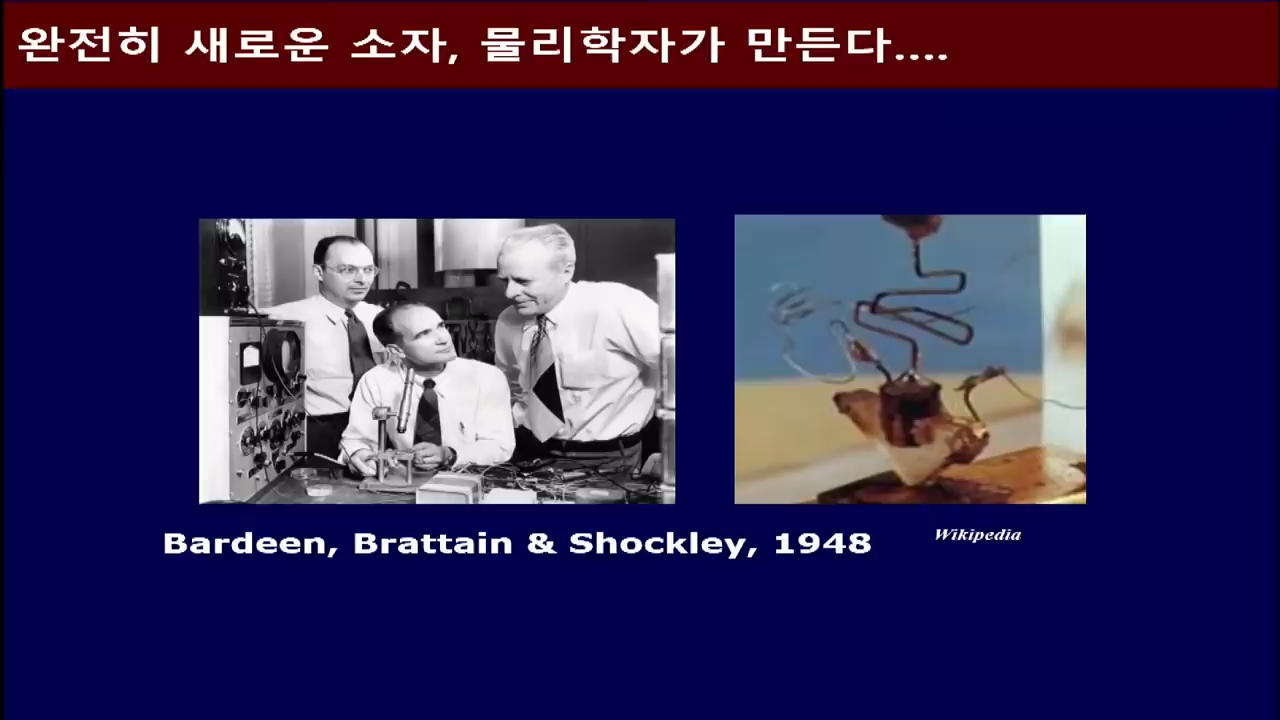 완전히 새로운 소자, 물리학자가 만든다....
Bardeen, Brattain & Shockley, 1948
Wikipedia